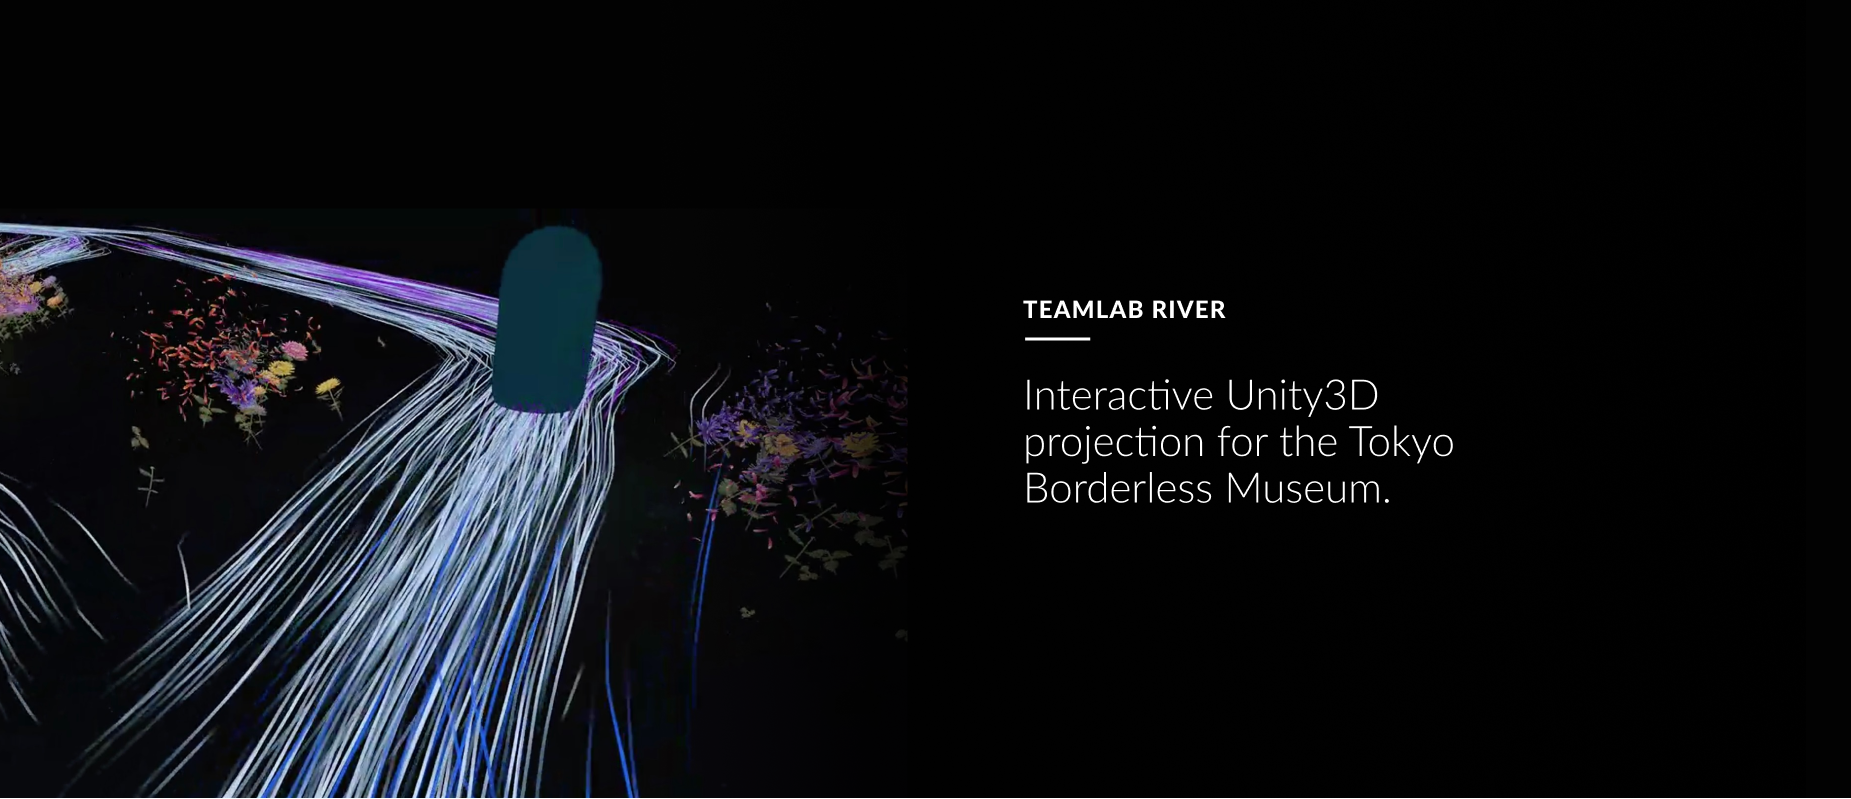 TEAMLAB RIVER
Interactive Unity3D
projection for the Tokyo
Borderless Museum.